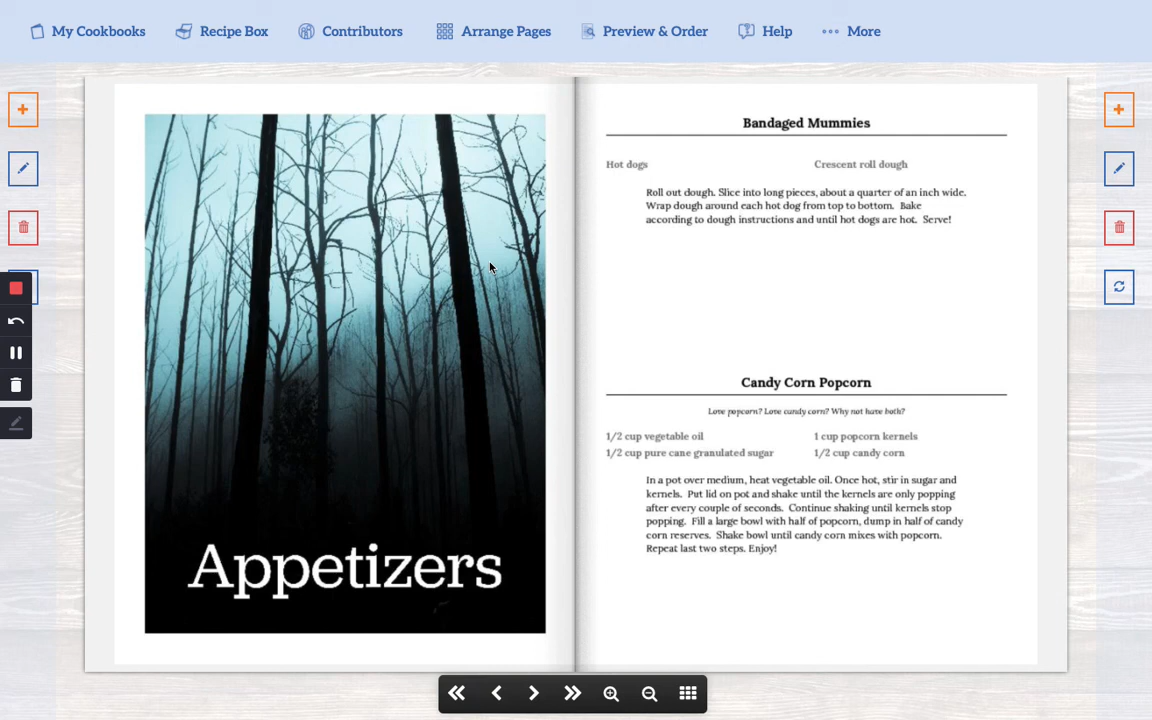 My Cookbooks
Recipe Box
Contributors
Arrange Pages
Preview & Order
Help
More
Appetizers
Bandaged Mummies
Hot dogs
Crescent roll dough
Roll out dough. Slice into long pieces, about a quarter of an inch wide.
Wrap dough around each hot dog from top to bottom. Bake
according to dough instructions and until hot dogs are hot. Serve!
Candy Corn Popcorn
Love popcorn? Love candy corn? Why not have both?
1/2 cup vegetable oil
1 cup popcorn kernels
1/2 cup pure cane granulated sugar
1/2 cup candy corn
In a pot over medium, heat vegetable oil. Once hot, stir in sugar and
kernels. Put lid on pot and shake until the kernels are only popping
after every couple of seconds. Continue shaking until kernels stop
popping. Fill a large bowl with half of popcorn, dump in half of candy
corn reserves. Shake bowl until candy corn mixes with popcorn.
Repeat last two steps. Enjoy!